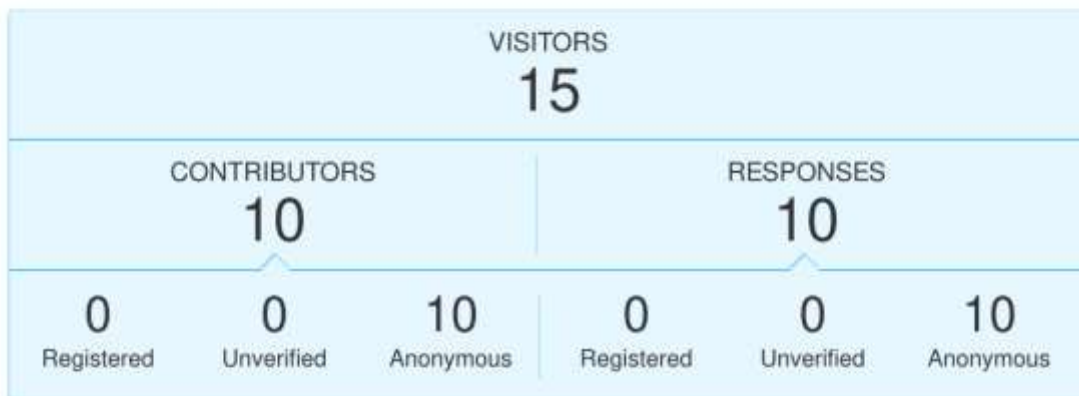 VISITORS
15
CONTRIBUTORS
10
RESPONSES
10
0
Registered
0
Unverified
10
Anonymous
0
Registered
0
Unverified
10
Anonymous